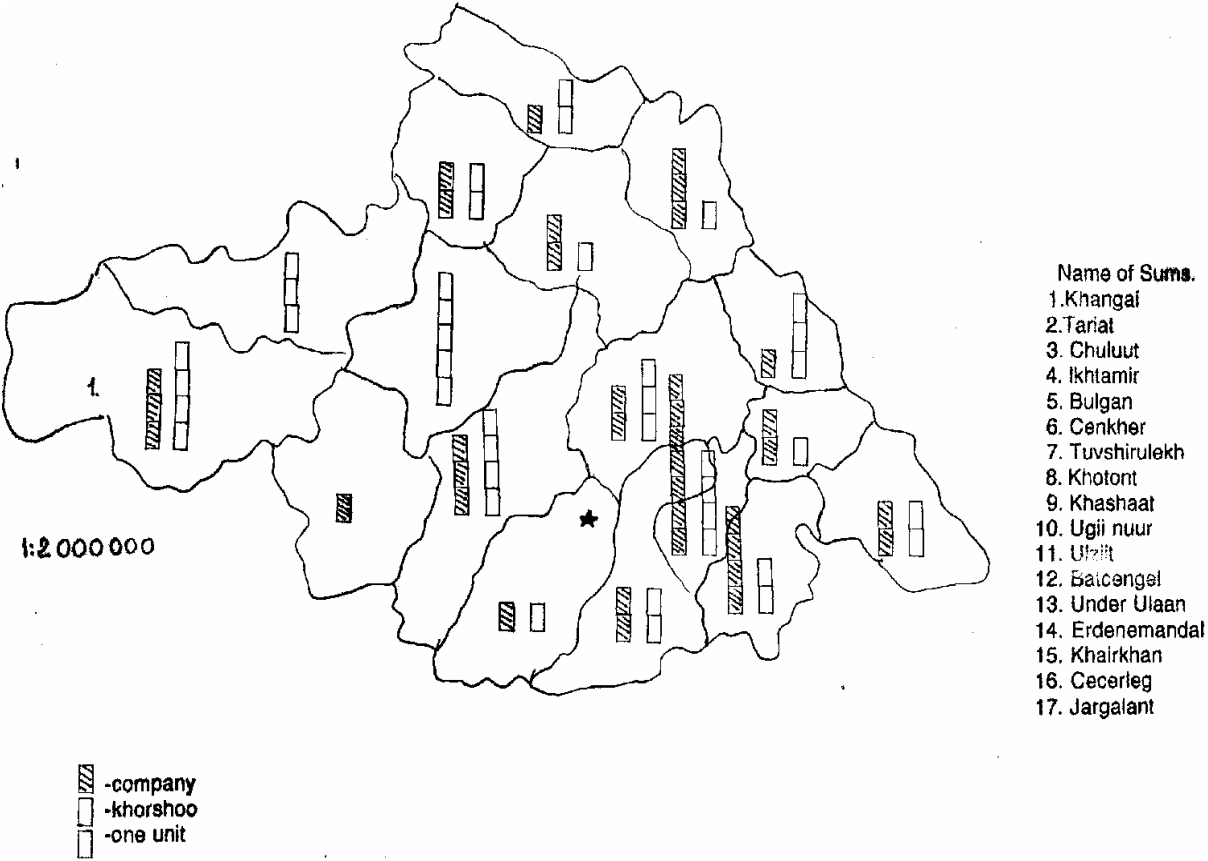 1.
1:2 000 000
Name of Sums.
1.Khangai
2.Tariat
3. Chuluut
4. Ikhtamir
5. Bulgan
6. Cenkher
7. Tuvshirulekh
8. Khotont
9. Khashaat
10. Ugii nuur
11. Ulziit
12. Batcengel
13. Under Ulaan
14. Erdenemandal
15. Khairkhan
16. Cecerleg
17. Jargalant
-company
-khorshoo
-one unit